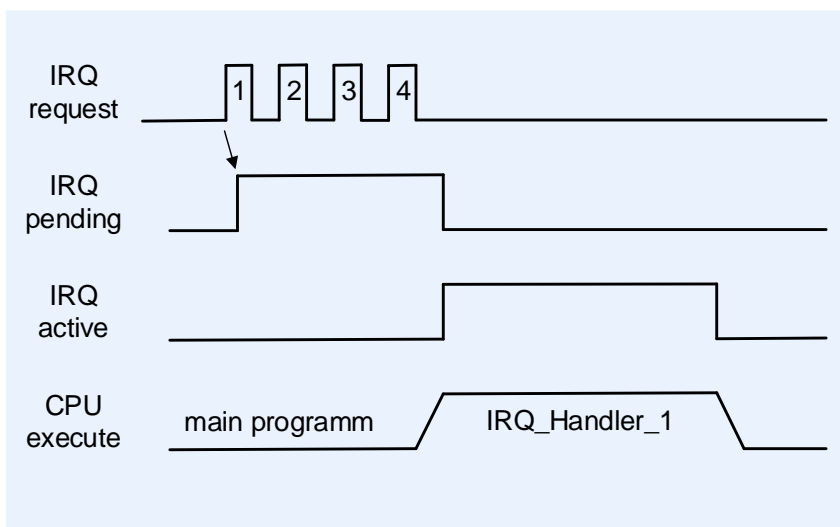 IRQ
request
1 2 3 4
IRQ
pending
IRQ
active
CPU
execute
main programm
IRQ_Handler_1